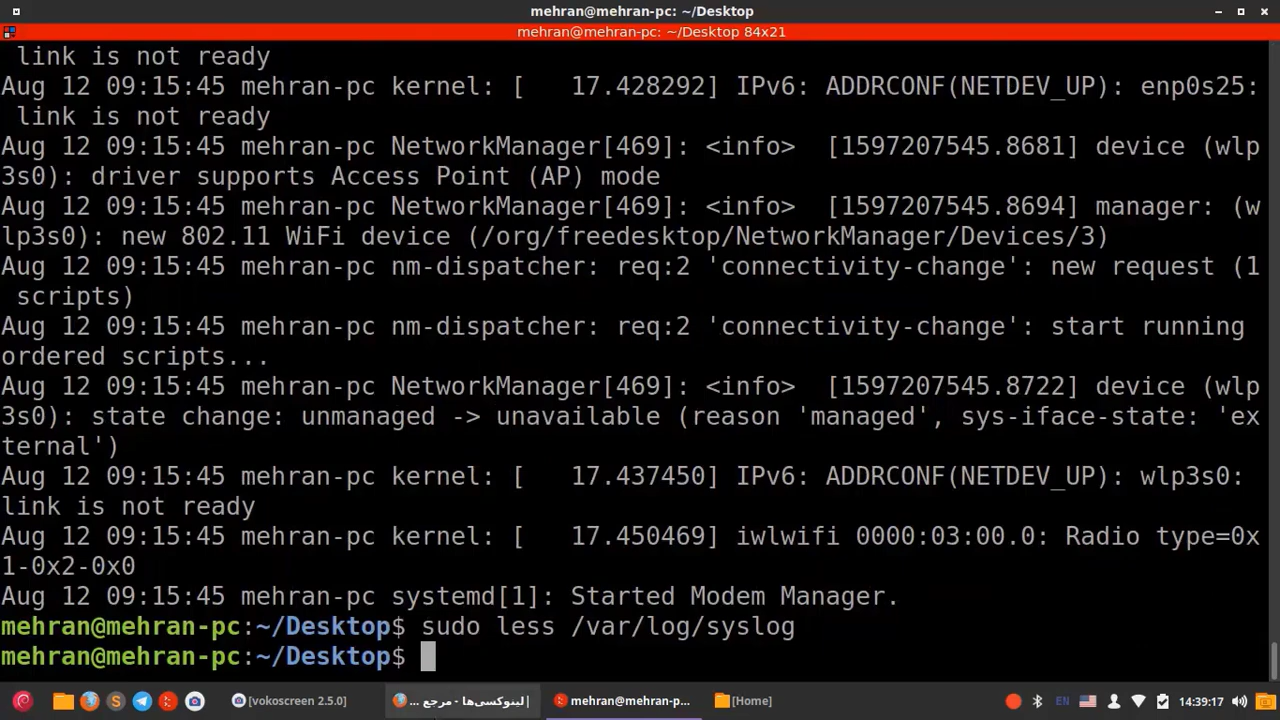 mehran@mehran-pc: ~/Desktop
mehran@mehran-pc: ~/Desktop 84x21
link is not ready
Aug 12 09:15:45 mehran-pc kernel: [   17.428292] IPv6: ADDRCONF(NETDEV_UP): enp0s25:
link is not ready
Aug 12 09:15:45 mehran-pc NetworkManager[469]: <info>  [1597207545.8681] device (wlp
3s0): driver supports Access Point (AP) mode
Aug 12 09:15:45 mehran-pc NetworkManager[469]: <info>  [1597207545.8694] manager: (w
lp3s0): new 802.11 WiFi device (/org/freedesktop/NetworkManager/Devices/3)
Aug 12 09:15:45 mehran-pc nm-dispatcher: req:2 'connectivity-change': new request (1
scripts)
Aug 12 09:15:45 mehran-pc nm-dispatcher: req:2 'connectivity-change': start running
ordered scripts...
Aug 12 09:15:45 mehran-pc NetworkManager[469]: <info>  [1597207545.8722] device (wlp
3s0): state change: unmanaged -> unavailable (reason 'managed', sys-iface-state: 'ex
ternal')
Aug 12 09:15:45 mehran-pc kernel: [   17.437450] IPv6: ADDRCONF(NETDEV_UP): wlp3s0:
link is not ready
Aug 12 09:15:45 mehran-pc kernel: [   17.450469] iwlwifi 0000:03:00.0: Radio type=0x
1-0x2-0x0
Aug 12 09:15:45 mehran-pc systemd[1]: Started Modem Manager.
mehran@mehran-pc:~/Desktop$ sudo less /var/log/syslog
mehran@mehran-pc:~/Desktop$
[vokoscreen 2.5.0] لینوکسی‌ها - مرجع ... mehran@mehran-p... [Home] EN 14:39:17